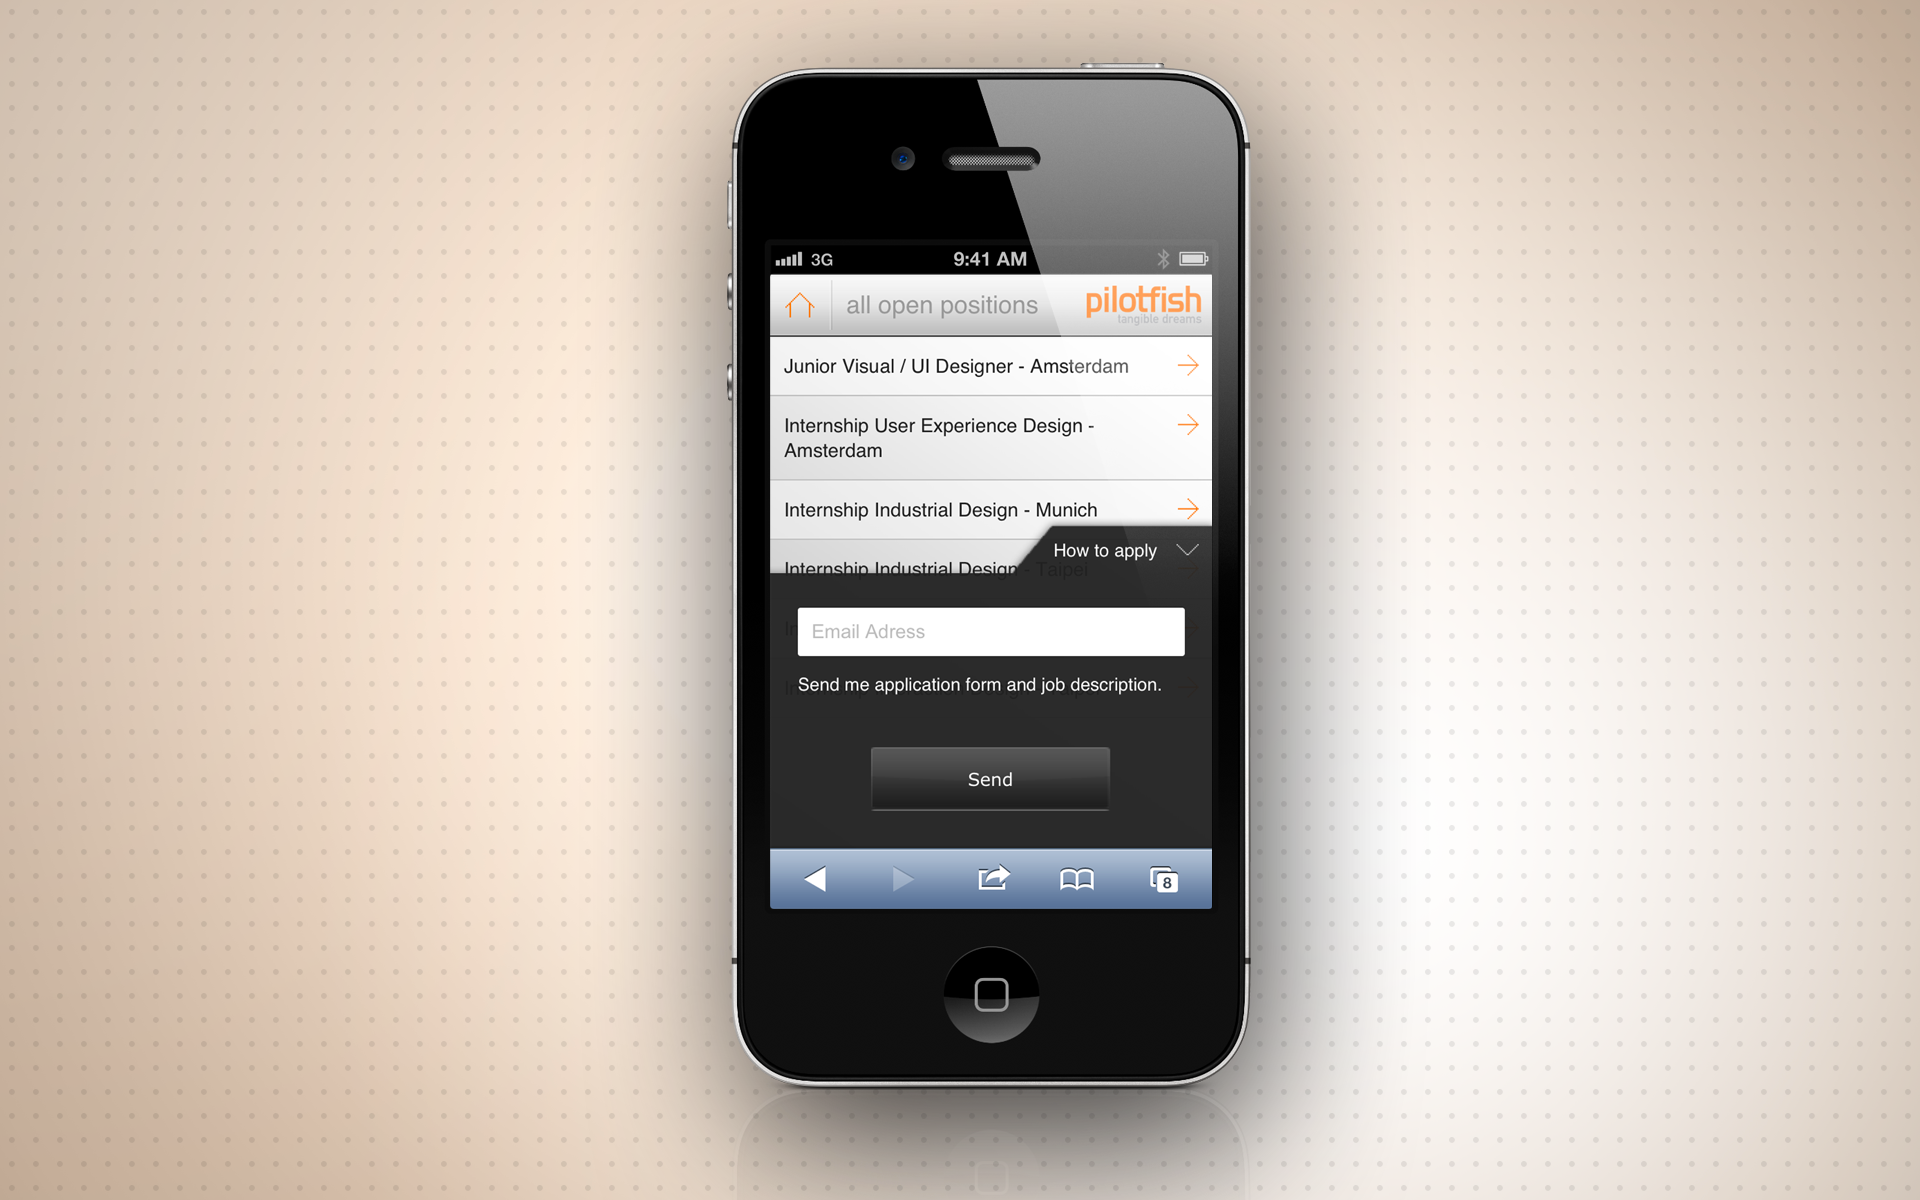 3G
9:41 AM
all open positions
pilotfish
tangible dreams
Junior Visual / UI Designer - Amsterdam
Internship User Experience Design -
Amsterdam
Internship Industrial Design - Munich
How to apply
Internship Industrial Design - Taipei
Email Adress
Send me application form and job description.
Send
8